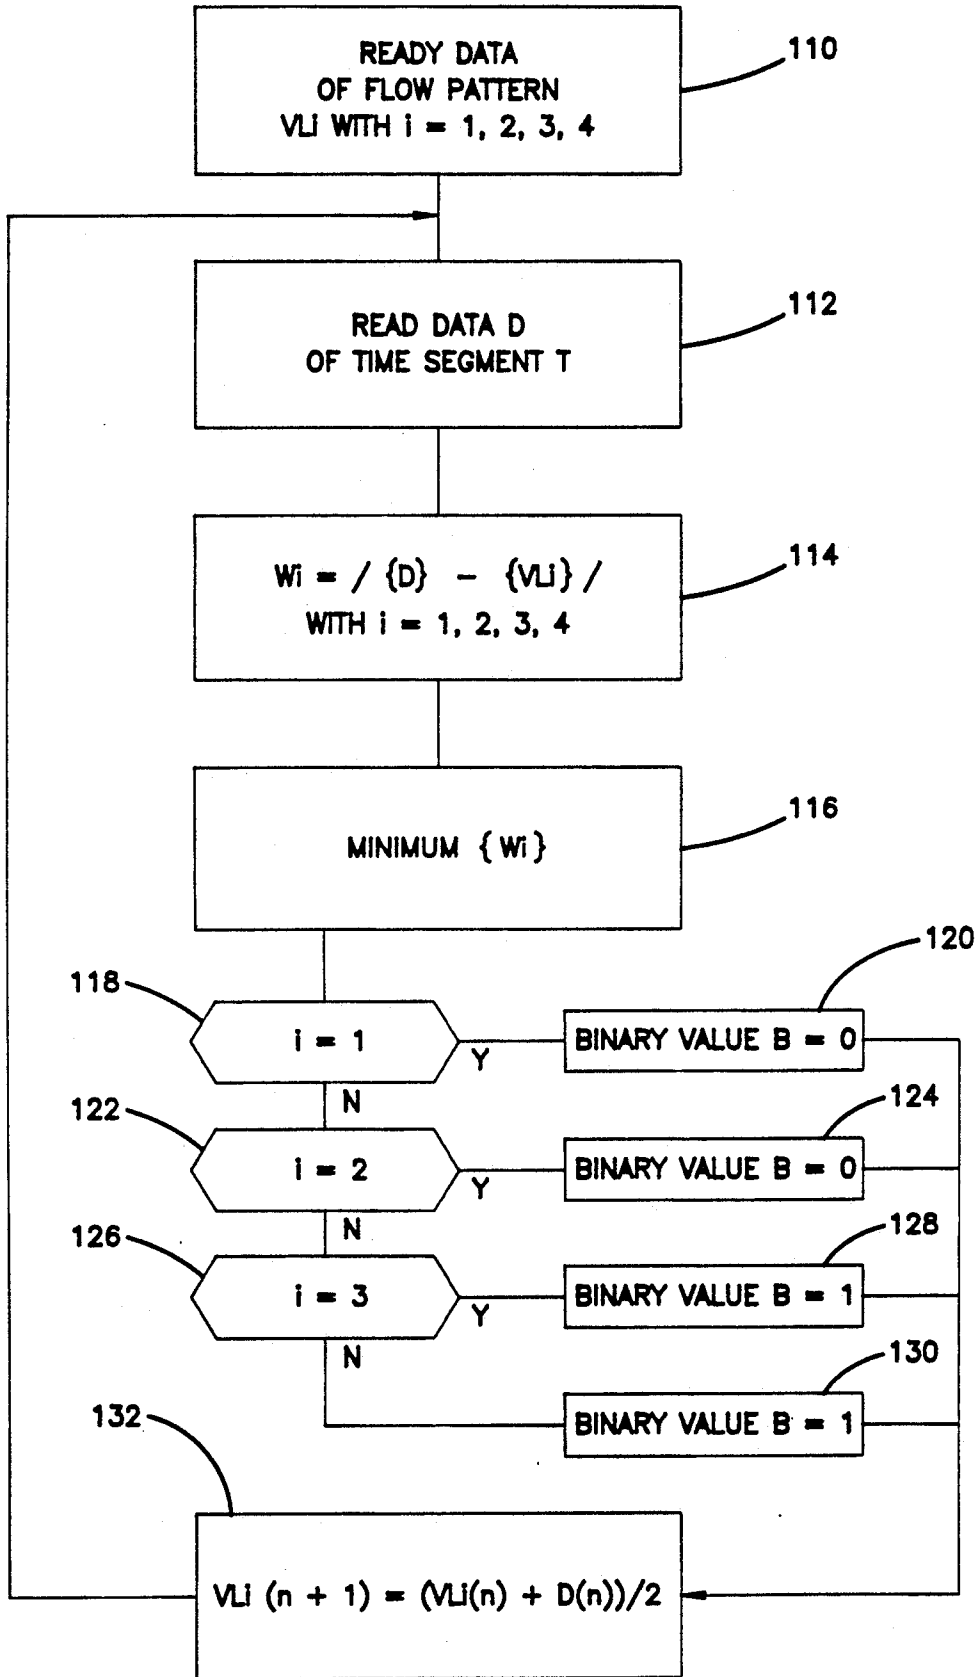 READY DATA
OF FLOW PATTERN
VLi WITH i = 1, 2, 3, 4
110
READ DATA D
OF TIME SEGMENT T
112
Wi = / {D} - {VLi} /
WITH i = 1, 2, 3, 4
114
MINIMUM {Wi}
116
118
i = 1
Y
N
BINARY VALUE B = 0
120
122
i = 2
Y
N
BINARY VALUE B = 0
124
126
i = 3
Y
N
BINARY VALUE B = 1
128
BINARY VALUE B = 1
130
132
VLi (n + 1) = (VLi(n) + D(n))/2